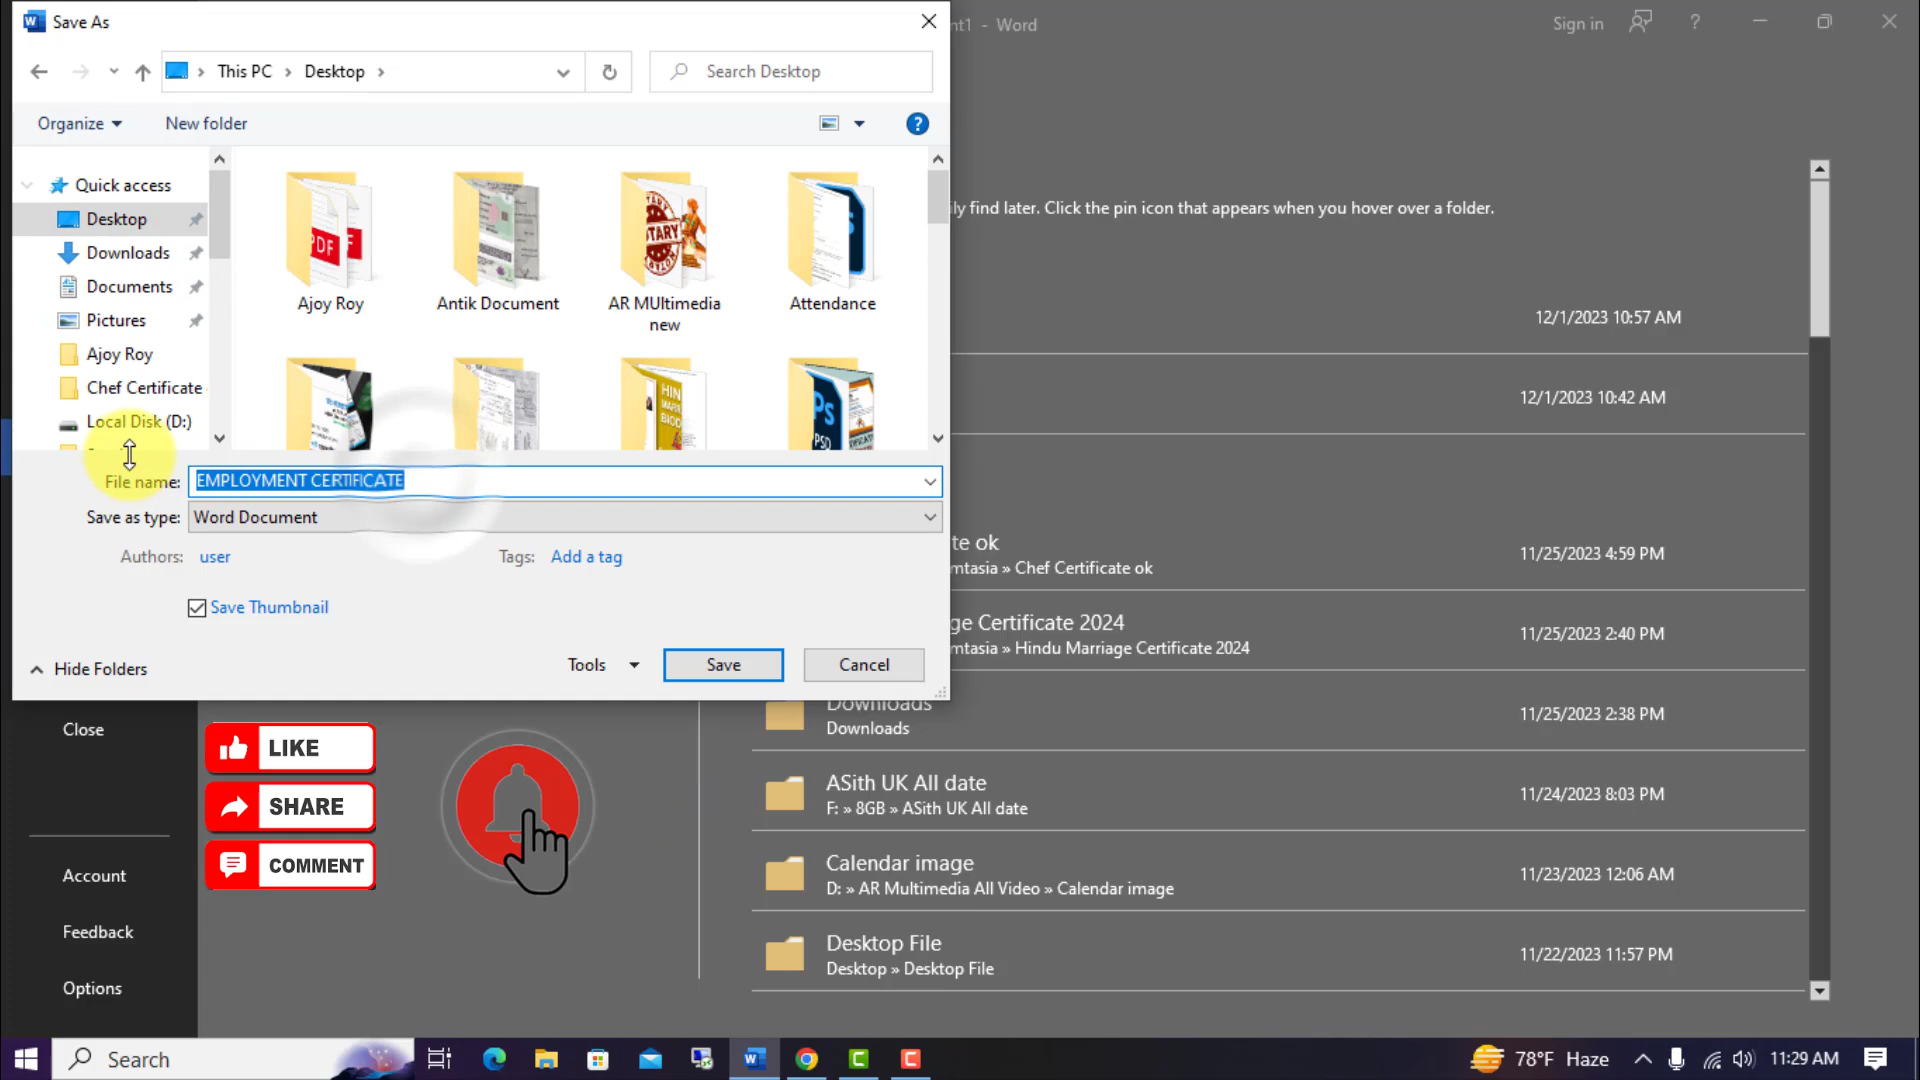 Save As
nt1 - Word
Sign in
?
This PC
Desktop
Search Desktop
Organize
New folder
?
Quick access
Desktop
Downloads
Documents
Pictures
Ajoy Roy
Chef Certificate
Local Disk (D:)
PDF
Ajoy Roy
Antik Document
AR MUltimedia
new
Attendance
HIN
PSD
File name:
EMPLOYMENT CERTIFICATE
Save as type:
Word Document
Authors:
user
Tags:
Add a tag
Save Thumbnail
Hide Folders
Tools
Save
Cancel
ily find later. Click the pin icon that appears when you hover over a folder.
12/1/2023 10:57 AM
12/1/2023 10:42 AM
te ok
mtasia » Chef Certificate ok
11/25/2023 4:59 PM
ge Certificate 2024
mtasia » Hindu Marriage Certificate 2024
11/25/2023 2:40 PM
Downloads
Downloads
11/25/2023 2:38 PM
ASith UK All date
F: » 8GB » ASith UK All date
11/24/2023 8:03 PM
Calendar image
D: » AR Multimedia All Video » Calendar image
11/23/2023 12:06 AM
Desktop File
Desktop » Desktop File
11/22/2023 11:57 PM
Close
LIKE
SHARE
COMMENT
Account
Feedback
Options
Search
78°F Haze
11:29 AM